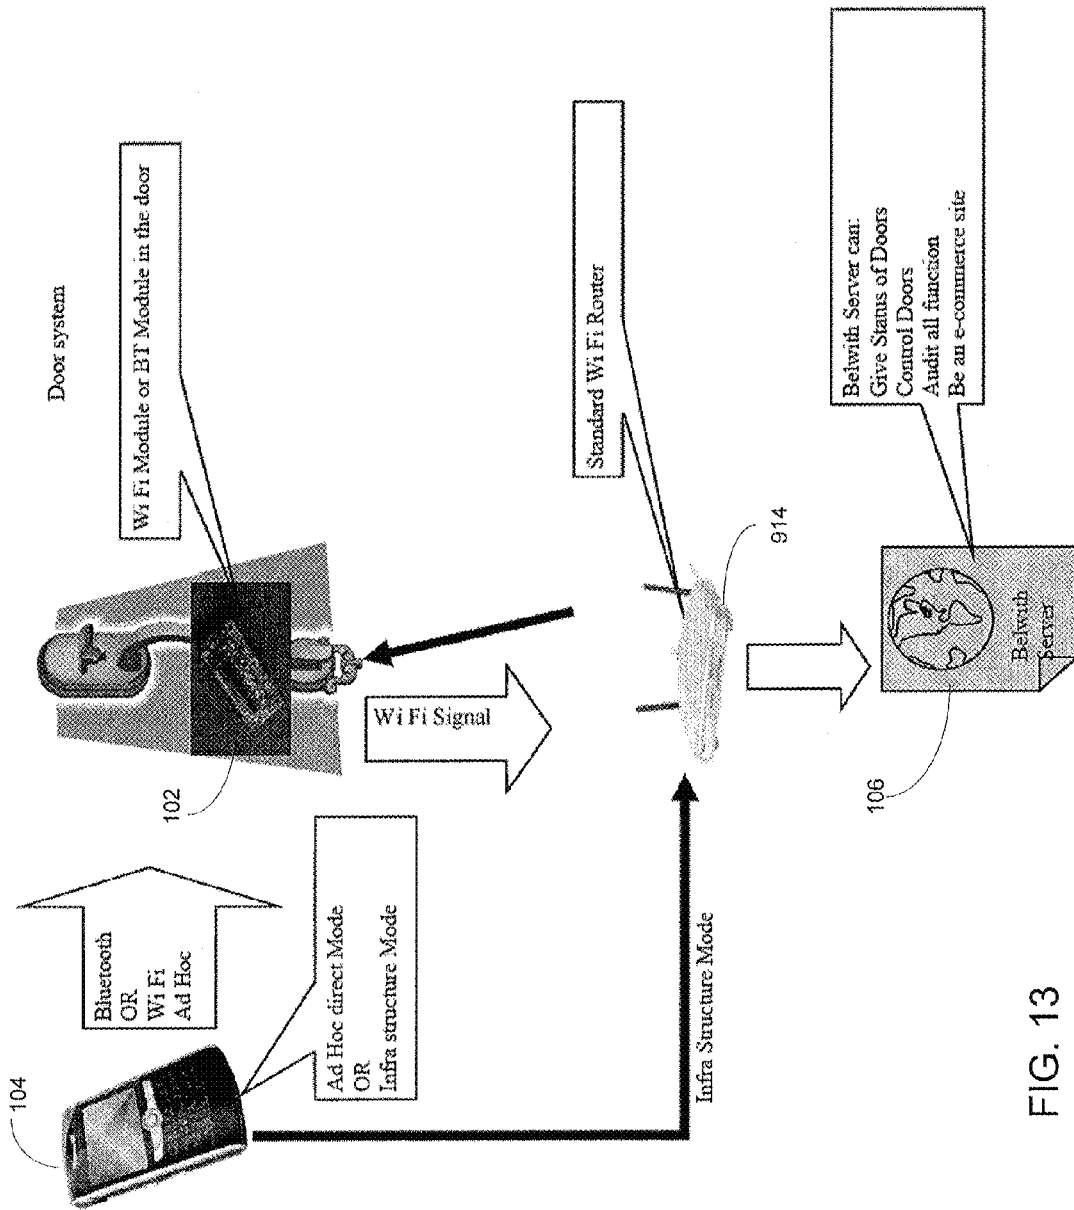 Door system
Wi Fi Module or BT Module in the door
104
Bluetooth
OR
Wi Fi
Ad Hoc
102
Ad Hoc direct Mode
OR
Infra structure Mode
Wi Fi Signal
Standard Wi Fi Router
Infra Structure Mode
914
106
Belwith
Server
Belwith Server can:
Give Status of Doors
Control Doors
Audit all function
Be an e-commerce site
FIG. 13